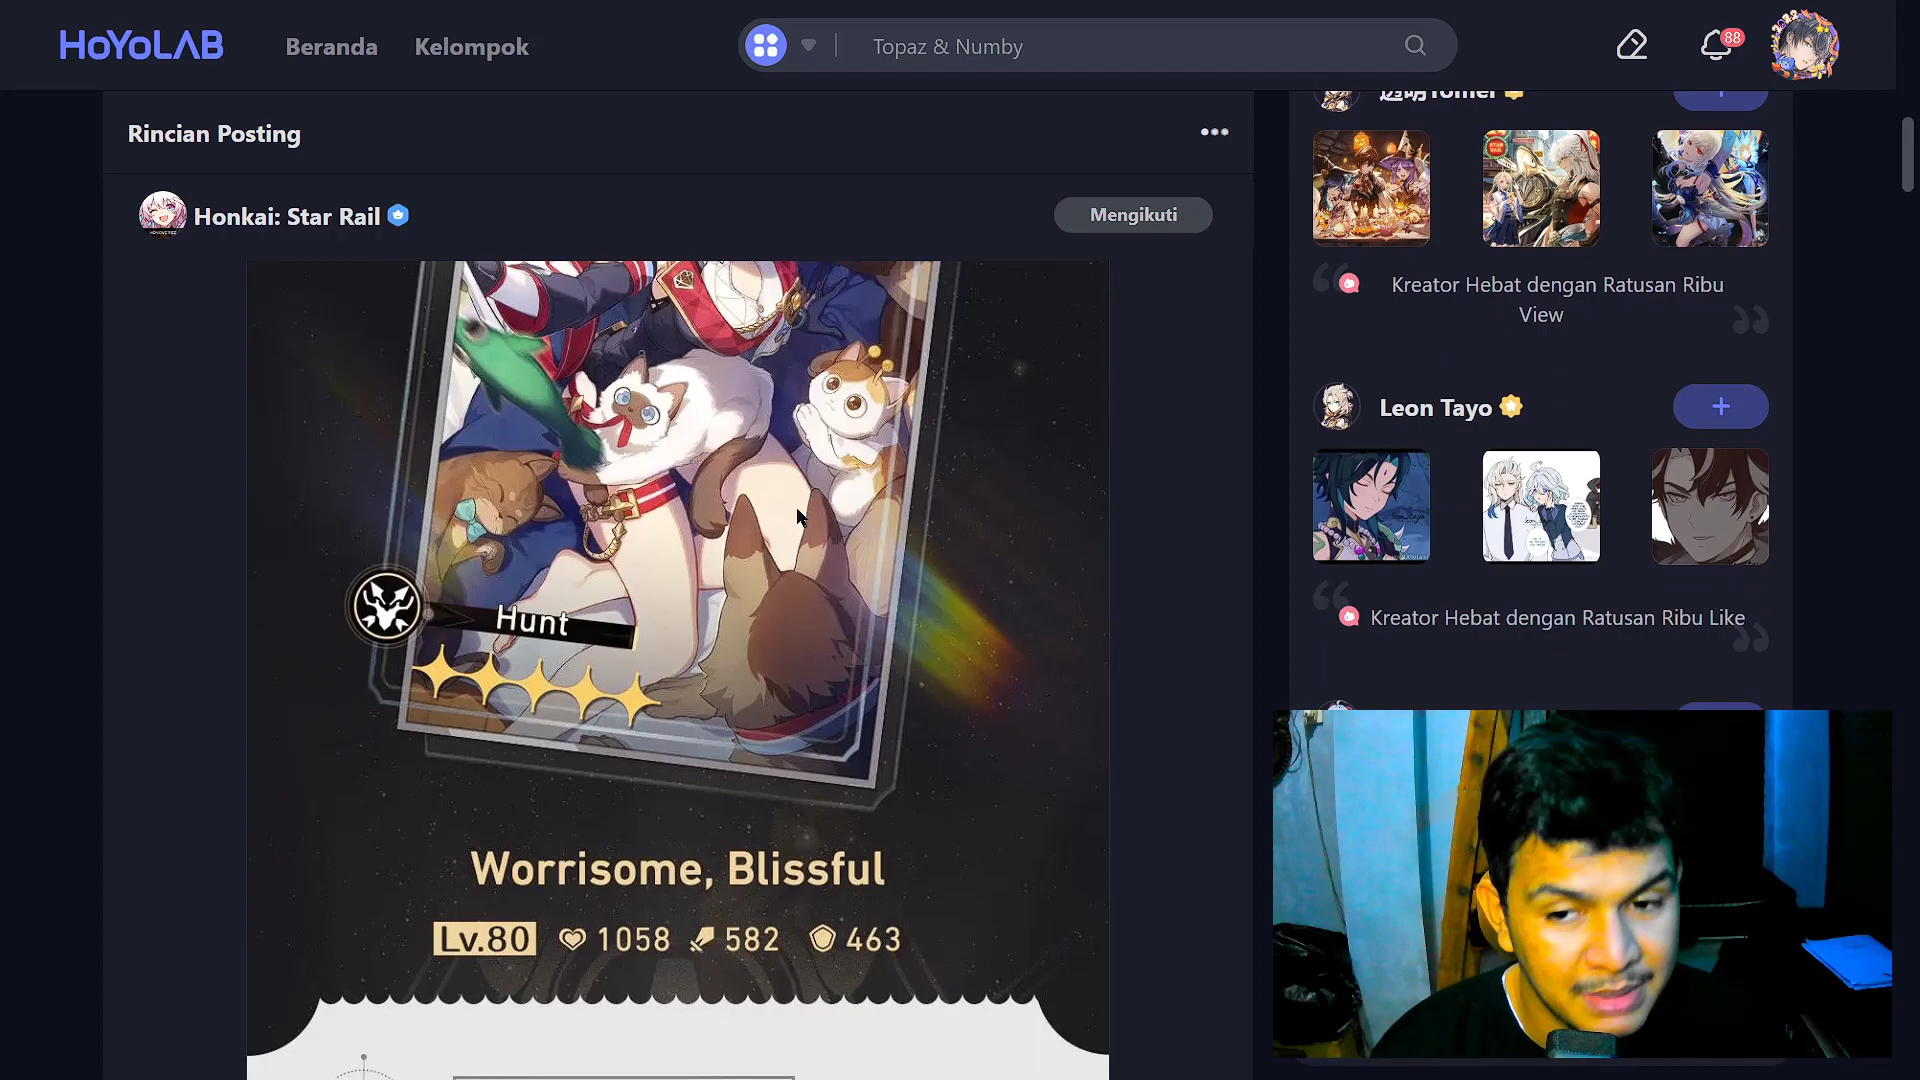 HoYoLAB
Beranda
Kelompok
Topaz & Numby
88
Rincian Posting
Honkai: Star Rail
Mengikuti
Hunt
Worrisome, Blissful
Lv.80 1058 582 463
Kreator Hebat dengan Ratusan Ribu
View
Leon Tayo
Kreator Hebat dengan Ratusan Ribu Like